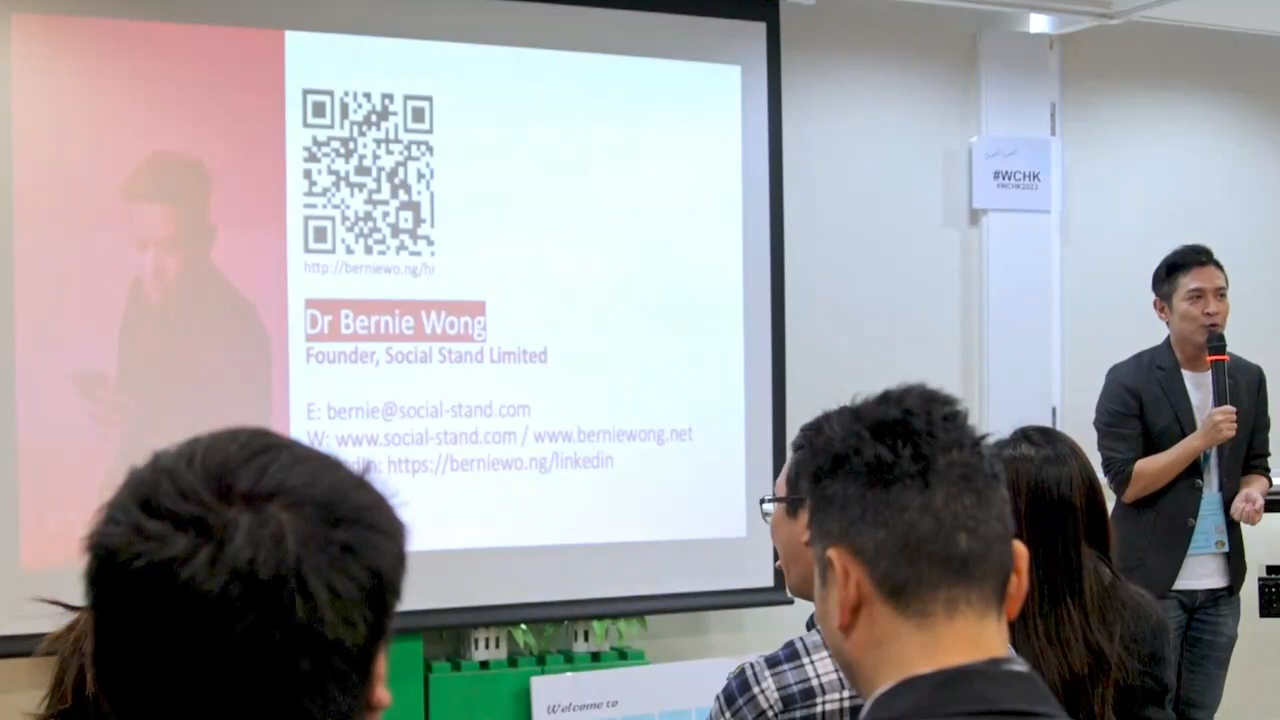 http://berniewo.ng/hi
Dr Bernie Wong
Founder, Social Stand Limited
E: bernie@social-stand.com
W: www.social-stand.com / www.berniewong.net
https://berniewo.ng/linkedin
#WCHK
#WCHK2023
Welcome to